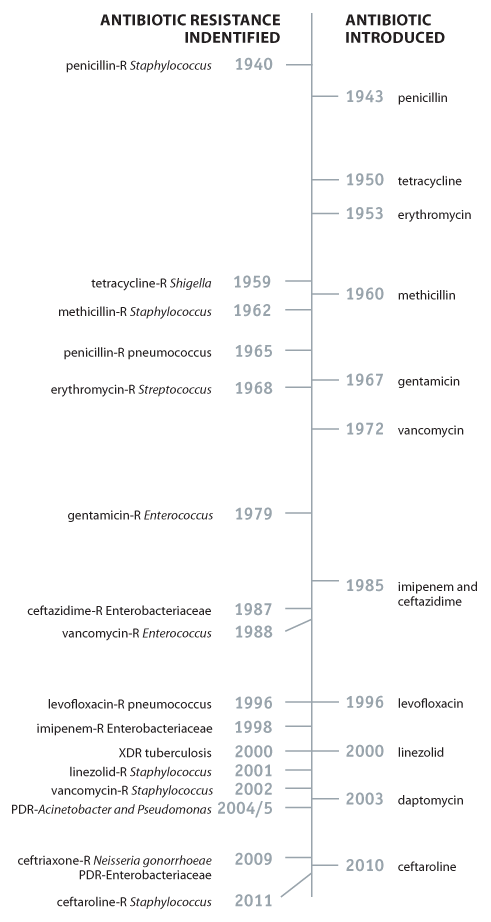 ANTIBIOTIC RESISTANCE
INDENTIFIED
ANTIBIOTIC
INTRODUCED
penicillin-R Staphylococcus 1940
1943 penicillin
1950 tetracycline
1953 erythromycin
tetracycline-R Shigella 1959
1960 methicillin
methicillin-R Staphylococcus 1962
penicillin-R pneumococcus 1965
1967 gentamicin
erythromycin-R Streptococcus 1968
1972 vancomycin
gentamicin-R Enterococcus 1979
1985 imipenem and
ceftazidime
ceftazidime-R Enterobacteriaceae 1987
vancomycin-R Enterococcus 1988
levofloxacin-R pneumococcus 1996
1996 levofloxacin
imipenem-R Enterobacteriaceae 1998
XDR tuberculosis 2000
2000 linezolid
linezolid-R Staphylococcus 2001
vancomycin-R Staphylococcus 2002
2003 daptomycin
PDR-Acinetobacter and Pseudomonas 2004/5
ceftriaxone-R Neisseria gonorrhoeae 2009
PDR-Enterobacteriaceae
2010 ceftaroline
ceftaroline-R Staphylococcus 2011